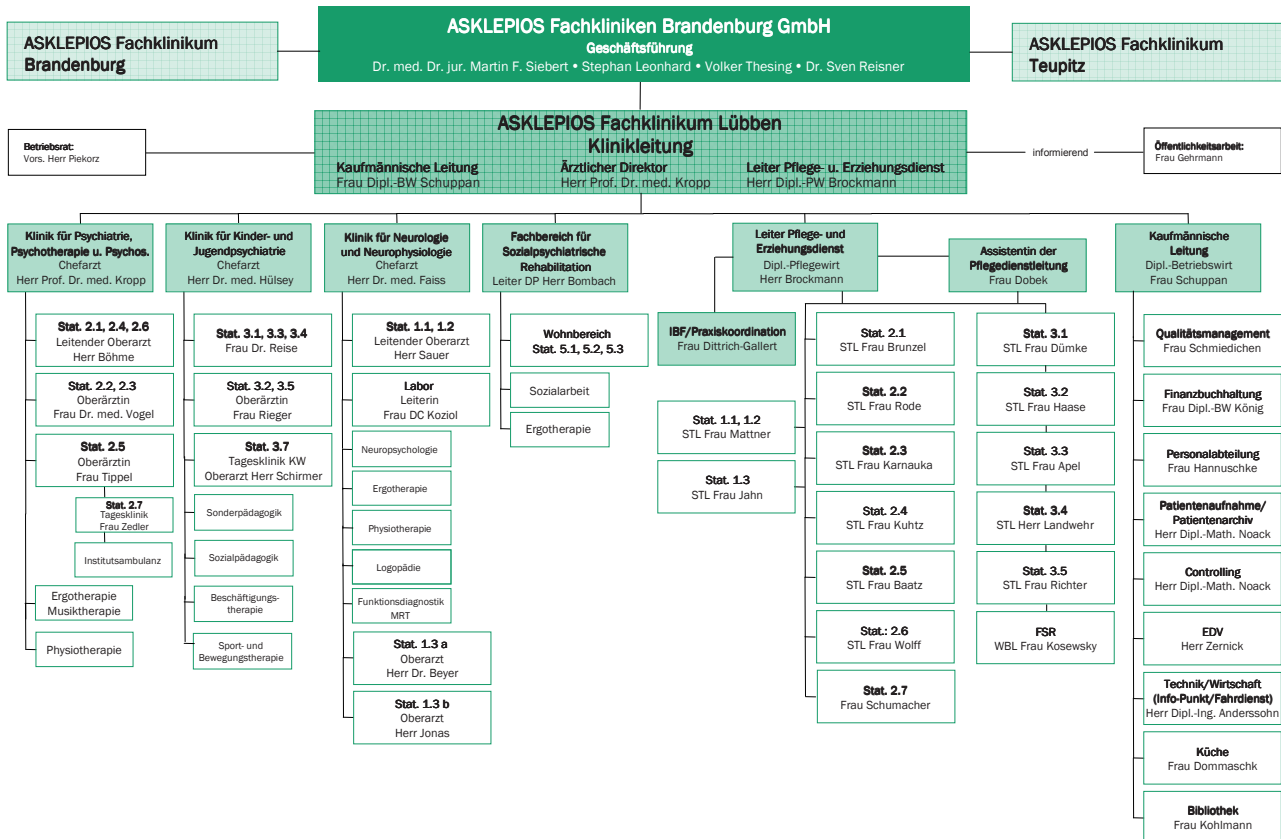 ASKLEPIOS Fachklinikum
Brandenburg
ASKLEPIOS Fachkliniken Brandenburg GmbH
Geschäftsführung
Dr. med. Dr. jur. Martin F. Siebert • Stephan Leonhard • Volker Thesing • Dr. Sven Reisner
ASKLEPIOS Fachklinikum
Teupitz
Betriebsrat:
Vors. Herr Piekorz
ASKLEPIOS Fachklinikum Lübben
Klinikleitung
Kaufmännische Leitung
Frau Dipl.-BW Schuppan
Ärztlicher Direktor
Herr Prof. Dr. med. Kropp
Leiter Pflege- u. Erziehungsdienst
Herr Dipl.-PW Brockmann
informierend
Öffentlichkeitsarbeit:
Frau Gehrmann
Klinik für Psychiatrie,
Psychotherapie u. Psychos.
Chefarzt
Herr Prof. Dr. med. Kropp
Stat. 2.1, 2.4, 2.6
Leitender Oberarzt
Herr Böhme
Stat. 2.2, 2.3
Oberärztin
Frau Dr. med. Vogel
Stat. 2.5
Oberärztin
Frau Tippel
Stat. 2.7
Tagesklinik
Frau Zedler
Institutsambulanz
Ergotherapie
Musiktherapie
Physiotherapie
Klinik für Kinder- und
Jugendpsychiatrie
Chefarzt
Herr Dr. med. Hülsey
Stat. 3.1, 3.3, 3.4
Frau Dr. Reise
Stat. 3.2, 3.5
Oberärztin
Frau Rieger
Stat. 3.7
Tagesklinik KW
Oberarzt Herr Schirmer
Sonderpädagogik
Sozialpädagogik
Beschäftigungs-
therapie
Sport- und
Bewegungstherapie
Klinik für Neurologie
und Neurophysiologie
Chefarzt
Herr Dr. med. Faiss
Stat. 1.1, 1.2
Leitender Oberarzt
Herr Sauer
Labor
Leiterin
Frau DC Koziol
Neuropsychologie
Ergotherapie
Physiotherapie
Logopädie
Funktionsdiagnostik
MRT
Stat. 1.3 a
Oberarzt
Herr Dr. Beyer
Stat. 1.3 b
Oberarzt
Herr Jonas
Fachbereich für
Sozialpsychiatrische
Rehabilitation
Leiter DP Herr Bombach
Wohnbereich
Stat. 5.1, 5.2, 5.3
Sozialarbeit
Ergotherapie
Leiter Pflege- und
Erziehungsdienst
Dipl.-Pflegewirt
Herr Brockmann
IBF/Praxiskoordination
Frau Dittrich-Gallert
Stat. 1.1, 1.2
STL Frau Mattner
Stat. 1.3
STL Frau Jahn
Stat. 2.1
STL Frau Brunzel
Stat. 2.2
STL Frau Rode
Stat. 2.3
STL Frau Karnauka
Stat. 2.4
STL Frau Kuhtz
Stat. 2.5
STL Frau Baatz
Stat.: 2.6
STL Frau Wolff
Stat. 2.7
Frau Schumacher
Assistentin der
Pflegedienstleitung
Frau Dobek
Stat. 3.1
STL Frau Dümke
Stat. 3.2
STL Frau Haase
Stat. 3.3
STL Frau Apel
Stat. 3.4
STL Herr Landwehr
Stat. 3.5
STL Frau Richter
FSR
WBL Frau Kosewsky
Kaufmännische
Leitung
Dipl.-Betriebswirt
Frau Schuppan
Qualitätsmanagement
Frau Schmiedichen
Finanzbuchhaltung
Frau Dipl.-BW König
Personalabteilung
Frau Hannuschke
Patientenaufnahme/
Patientenarchiv
Herr Dipl.-Math. Noack
Controlling
Herr Dipl.-Math. Noack
EDV
Herr Zernick
Technik/Wirtschaft
(Info-Punkt/Fahrdienst)
Herr Dipl.-Ing. Anderssohn
Küche
Frau Dommaschk
Bibliothek
Frau Kohlmann